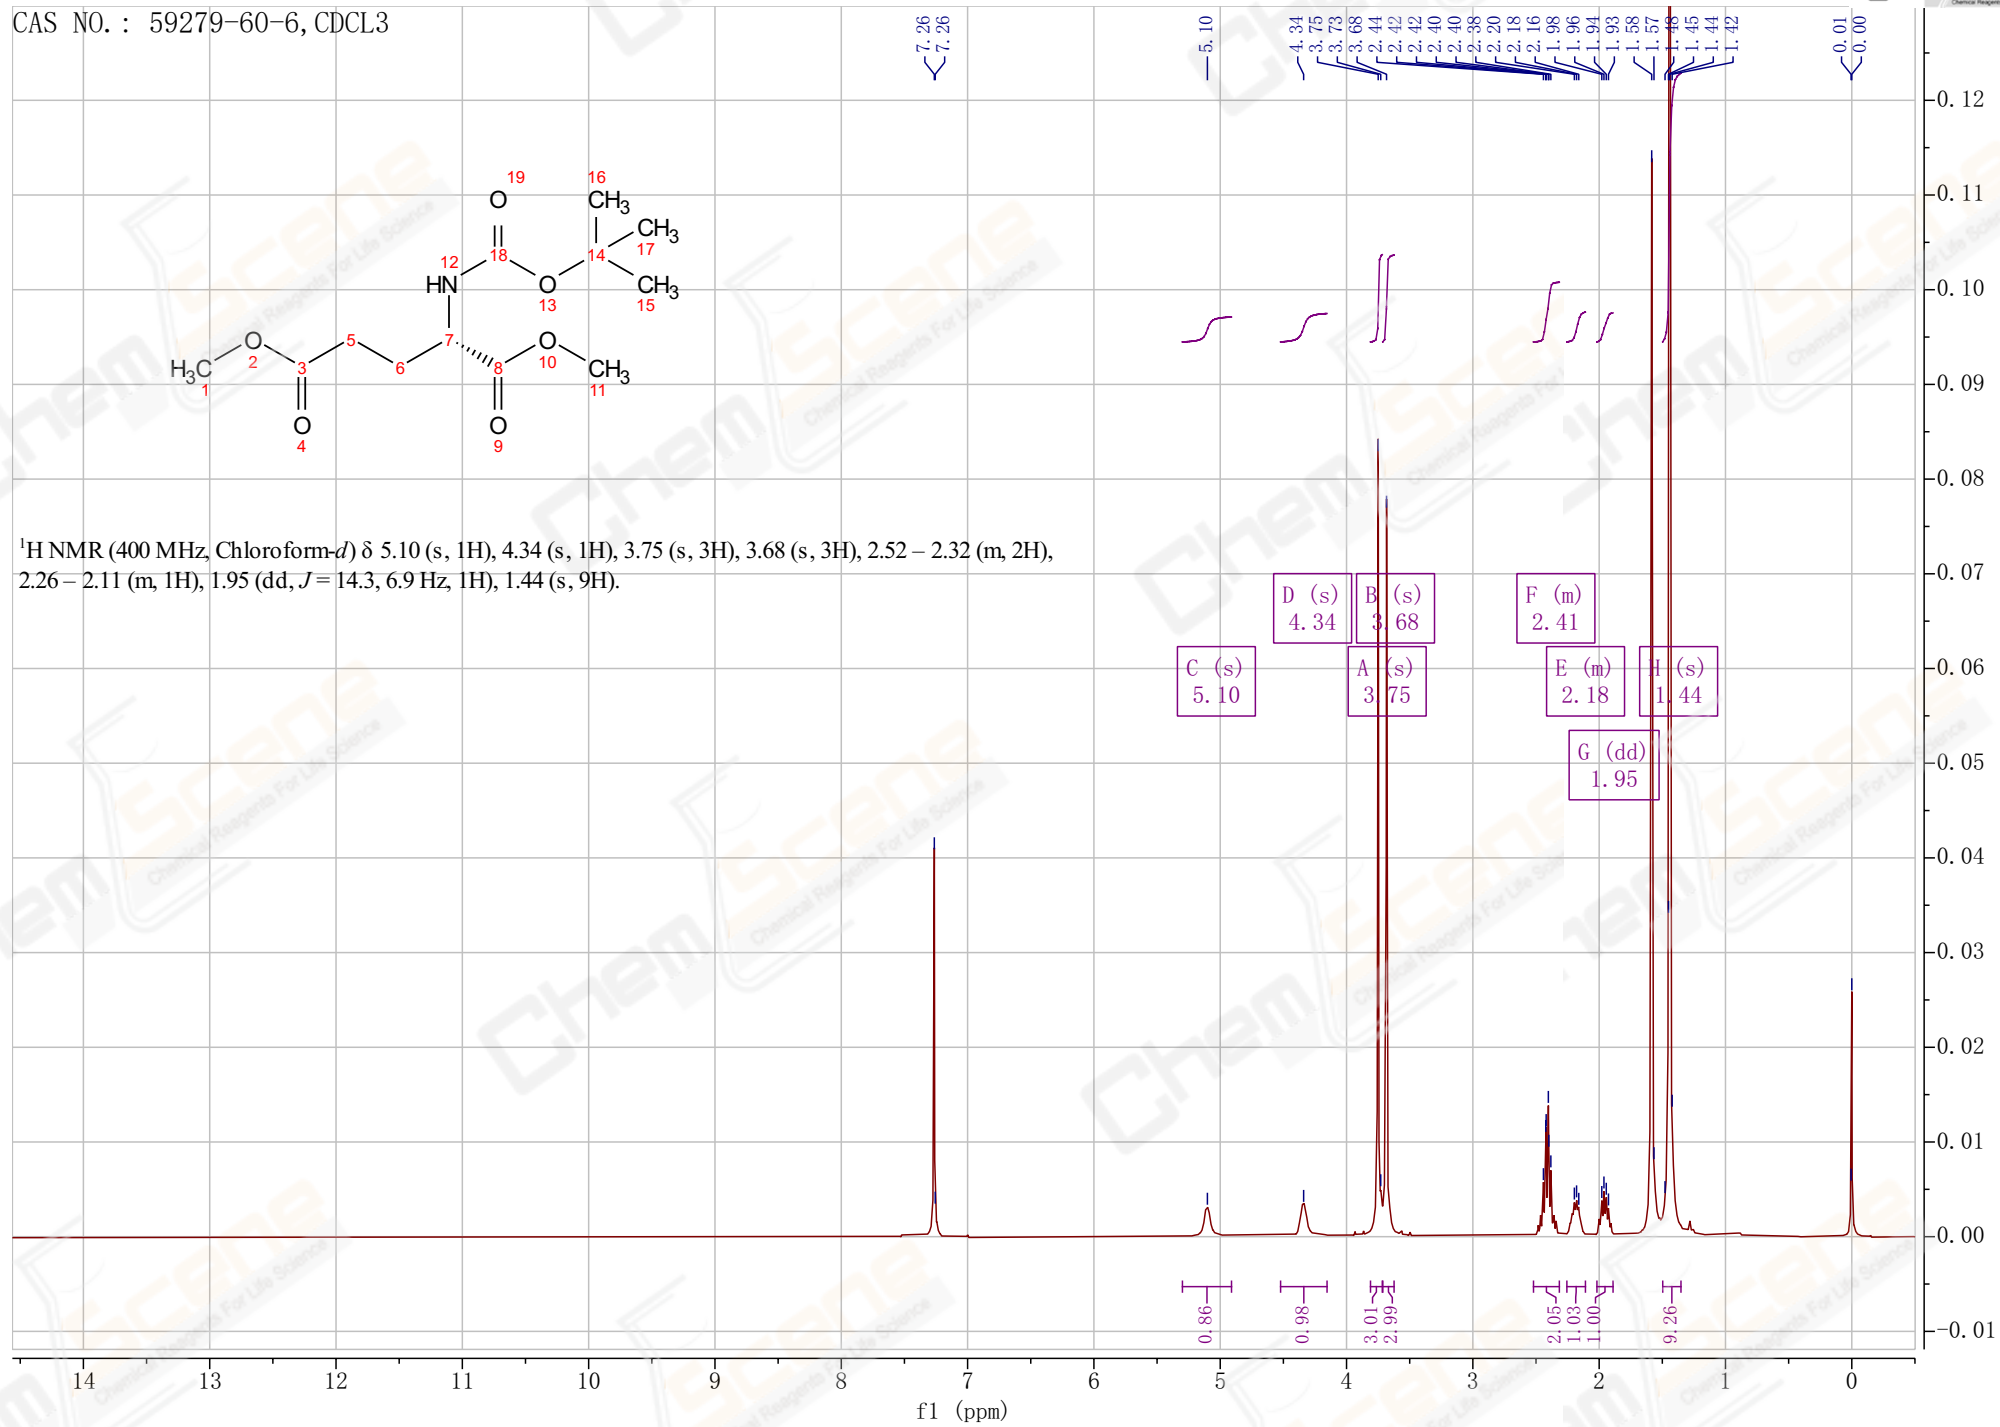 CAS NO.: 59279-60-6,CDCL3
7.26
7.26
5.10
4.34
3.75
3.73
3.68
2.44
2.42
2.42
2.40
2.40
2.38
2.20
2.18
2.16
1.98
1.96
1.94
1.93
1.58
1.57
1.48
1.45
1.44
1.42
0.01
0.00
19
O
16
CH3
CH3
17
18
14
12
HN
O
13
CH3
15
H3C
1
O
2
3
O
4
5
6
7
8
O
9
O
10
CH3
11
1H NMR (400 MHz, Chloroform-d) δ 5.10 (s, 1H), 4.34 (s, 1H), 3.75 (s, 3H), 3.68 (s, 3H), 2.52 – 2.32 (m, 2H),
2.26 – 2.11 (m, 1H), 1.95 (dd, J = 14.3, 6.9 Hz, 1H), 1.44 (s, 9H).
D (s)
4.34
B (s)
3.68
F (m)
2.41
C (s)
5.10
A (s)
3.75
E (m)
2.18
H (s)
1.44
G (dd)
1.95
0.12
0.11
0.10
0.09
0.08
0.07
0.06
0.05
0.04
0.03
0.02
0.01
0.00
-0.01
0.86
0.98
3.01
2.99
2.05
1.03
1.00
9.26
14 13 12 11 10 9 8 7 6 5 4 3 2 1 0
f1 (ppm)
ChemScene
Chemical Reagents For Life Science